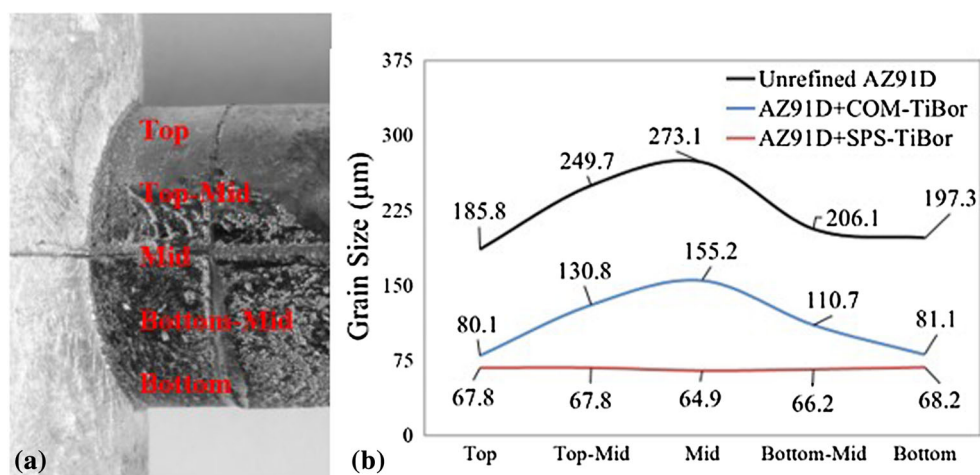 Top
Top-Mid
Mid
Bottom-Mid
Bottom
(a)
375
300
225
150
75
0
Grain Size (µm)
Unrefined AZ91D
AZ91D+COM-TiBor
AZ91D+SPS-TiBor
185.8
249.7
273.1
206.1
197.3
80.1
130.8
155.2
110.7
81.1
67.8
67.8
64.9
66.2
68.2
Top
Top-Mid
Mid
Bottom-Mid
Bottom
(b)